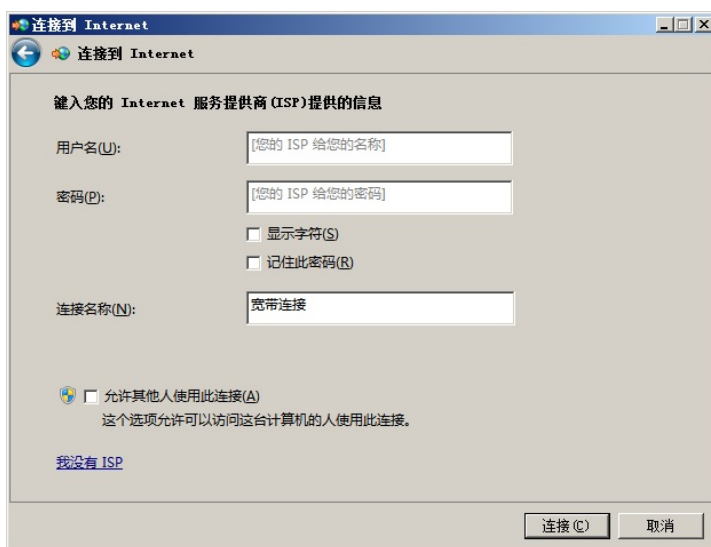 连接到 Internet
连接到 Internet
键入您的 Internet 服务提供商(ISP)提供的信息
用户名(U):
[您的 ISP 给您的名称]
密码(P):
[您的 ISP 给您的密码]
显示字符(S)
记住此密码(R)
连接名称(N):
宽带连接
允许其他人使用此连接(A)
这个选项允许可以访问这台计算机的人使用此连接。
我没有 ISP
连接(C)
取消